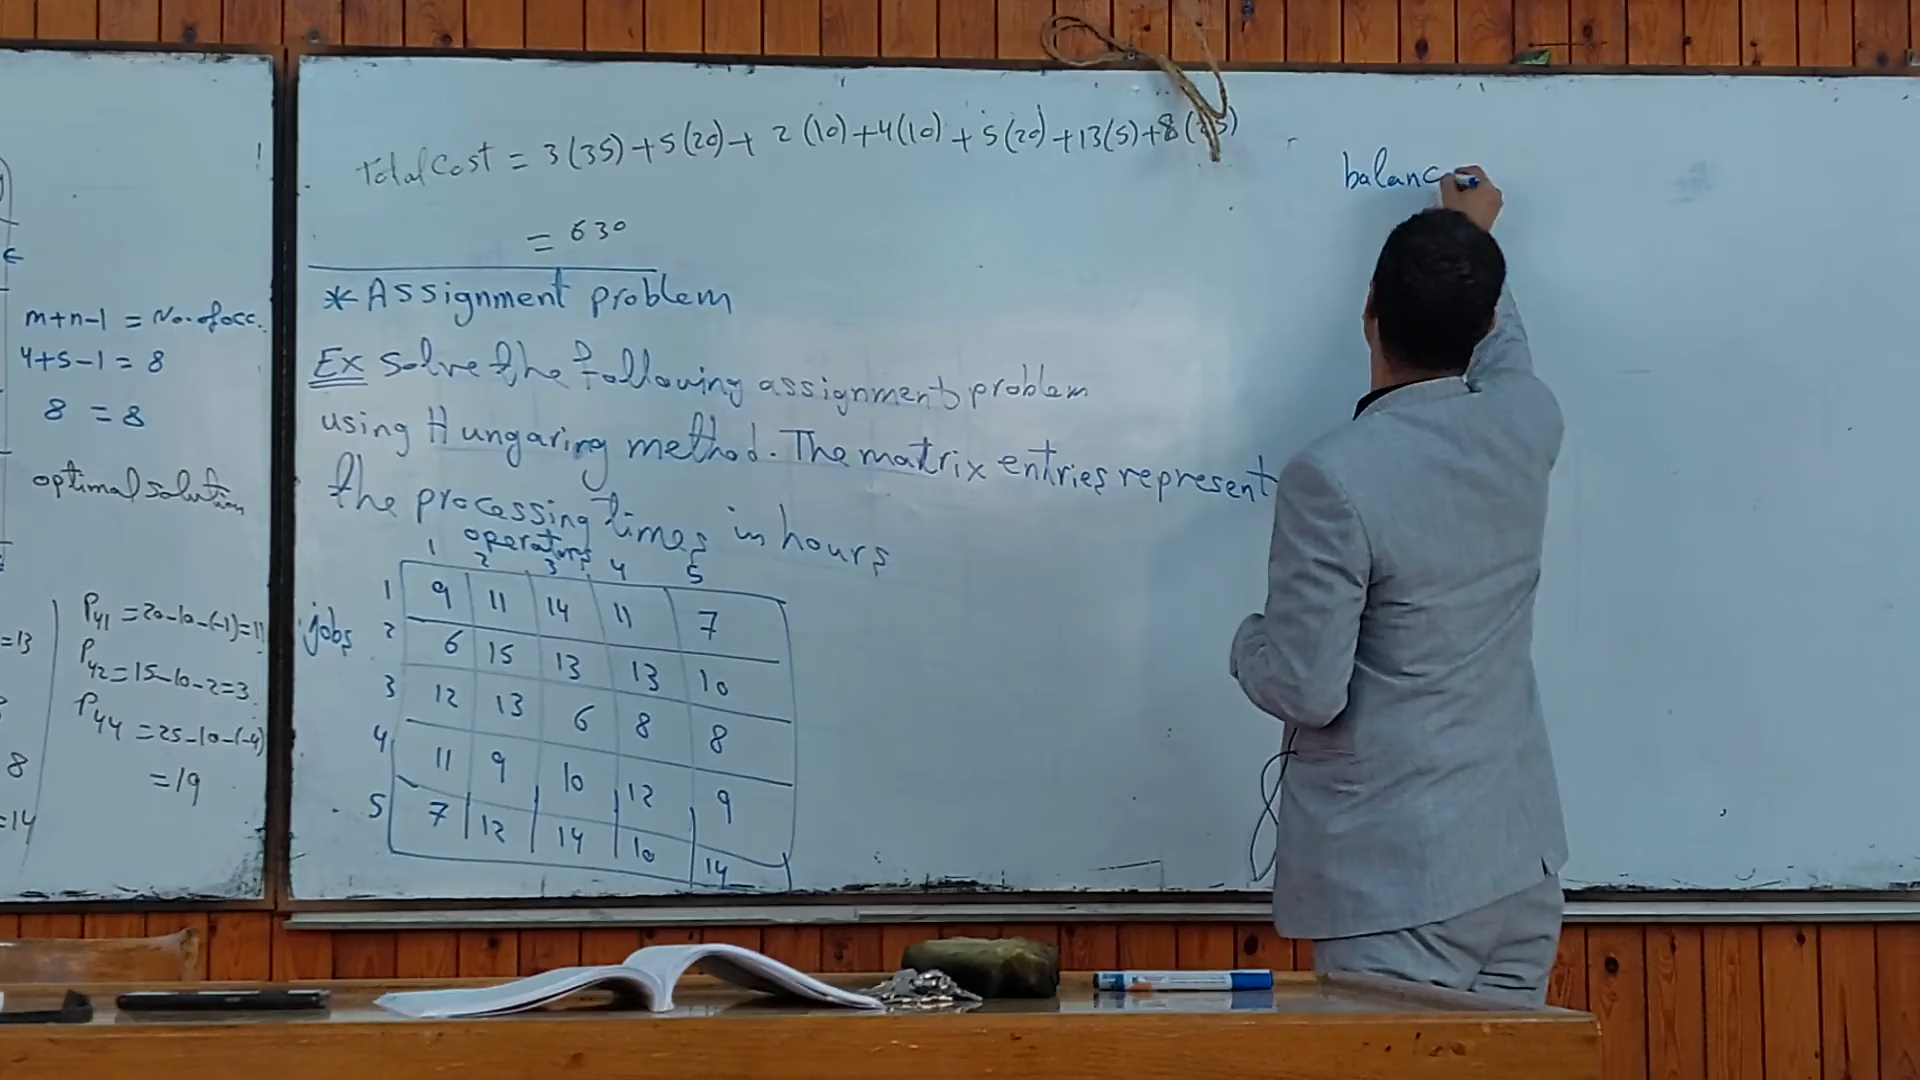 m+n-1 = No. of occ.
4+5-1 = 8
8 = 8
optimal solution
=13
8
=14
P41 = 20-10-(-1)=11
P42 = 15-10-2=3
P44 = 25-10-(-4)
=19
Total Cost = 3(35)+5(20)+ 2(10)+4(10)+5(20)+13(5)+8(
= 630
* Assignment problem
Ex solve the following assignment problem
using Hungaring method. The matrix entries represent
the processing times in hours
operators
1 2 3 4 5
jobs
1 9 11 14 11 7
2 6 15 13 13 10
3 12 13 6 8 8
4 11 9 10 12 9
5 7 12 14 10 14
balanc